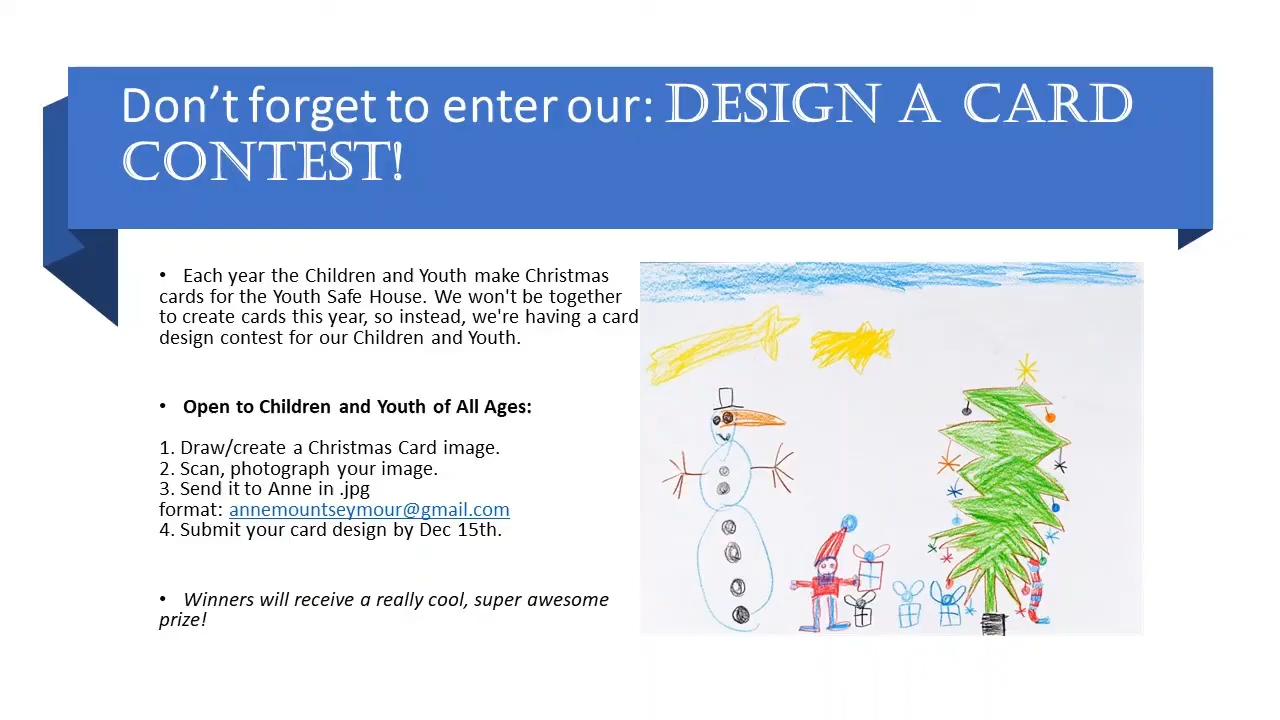 Don’t forget to enter our: DESIGN A CARD
CONTEST!
• Each year the Children and Youth make Christmas
cards for the Youth Safe House. We won't be together
to create cards this year, so instead, we're having a card
design contest for our Children and Youth.
• Open to Children and Youth of All Ages:
1. Draw/create a Christmas Card image.
2. Scan, photograph your image.
3. Send it to Anne in .jpg
format: annemountseymour@gmail.com
4. Submit your card design by Dec 15th.
• Winners will receive a really cool, super awesome
prize!